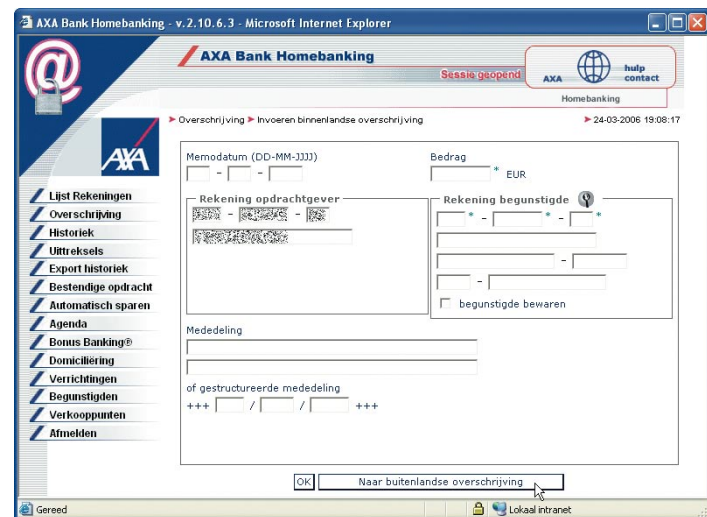 AXA Bank Homebanking - v.2.10.6.3 - Microsoft Internet Explorer
@
AXA Bank Homebanking
Sessie geopend
AXA
hulp
contact
Homebanking
Overschrijving Invoeren binnenlandse overschrijving
24-03-2006 19:08:17
AXA
Lijst Rekeningen
Overschrijving
Historiek
Uittreksels
Export historiek
Bestendige opdracht
Automatisch sparen
Agenda
Bonus Banking®
Domiciliëring
Verrichtingen
Begunstigden
Verkooppunten
Afmelden
Memodatum (DD-MM-JJJJ)
- -
Bedrag
* EUR
Rekening opdrachtgever
- -
Rekening begunstigde
* - * - *
-
-
begunstigde bewaren
Mededeling
of gestructureerde mededeling
+++ / / +++
OK
Naar buitenlandse overschrijving
Gereed
Lokaal intranet